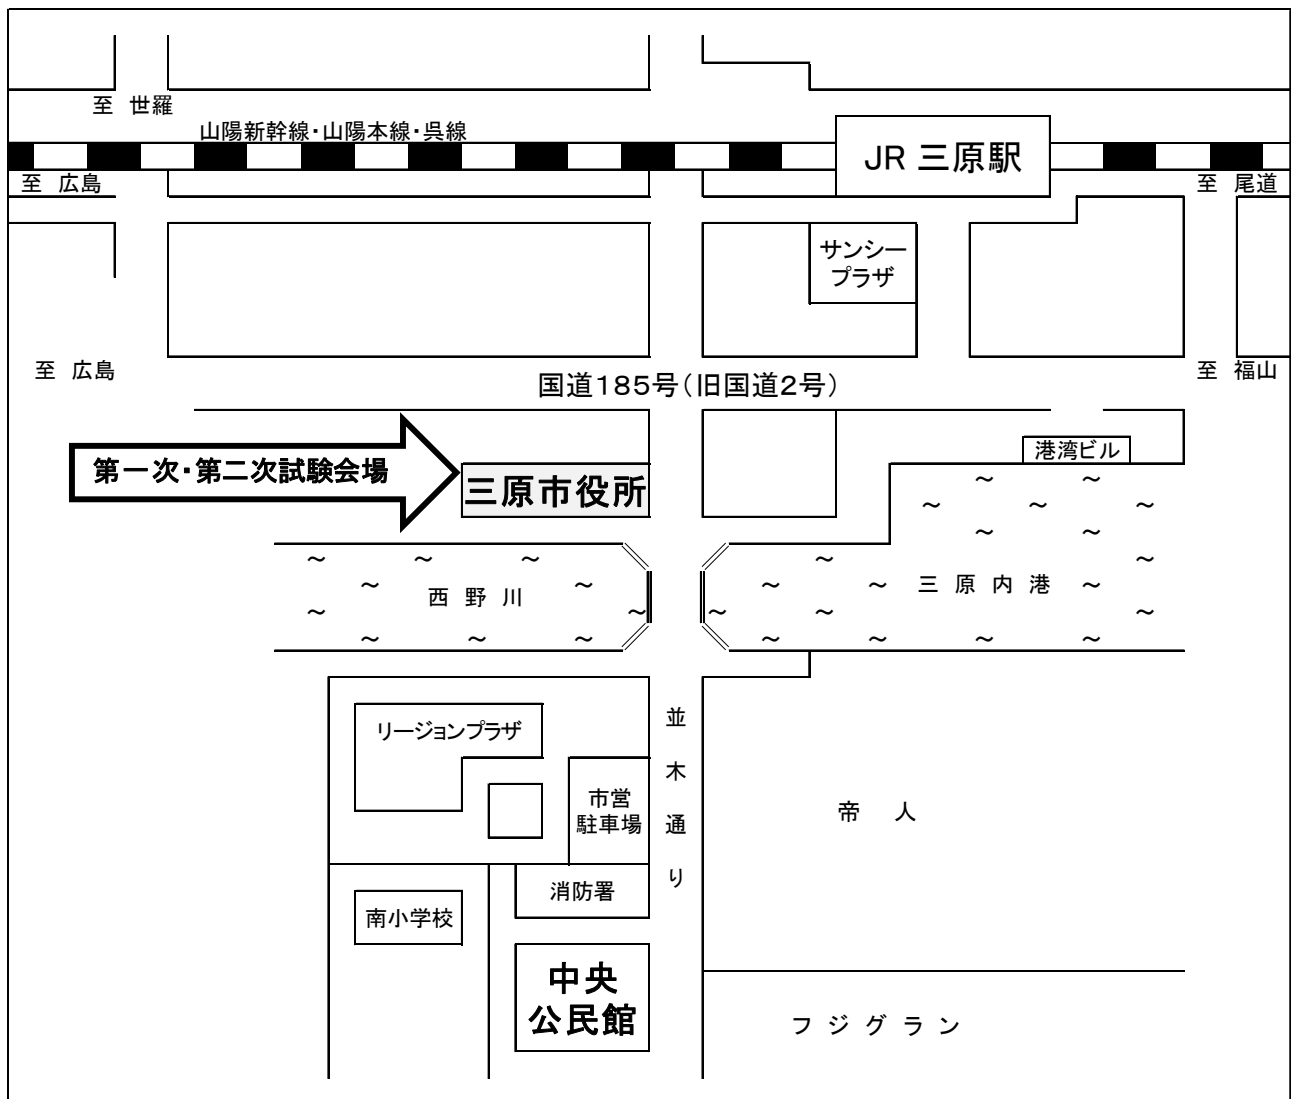 至 世羅
山陽新幹線・山陽本線・呉線
JR 三原駅
至 広島
至 尾道
サンシー
プラザ
至 広島
至 福山
国道185号(旧国道2号)
港湾ビル
第一次・第二次試験会場
三原市役所
西野川
三原内港
リージョンプラザ
並木通り
市営
駐車場
帝人
消防署
南小学校
中央
公民館
フジグラン